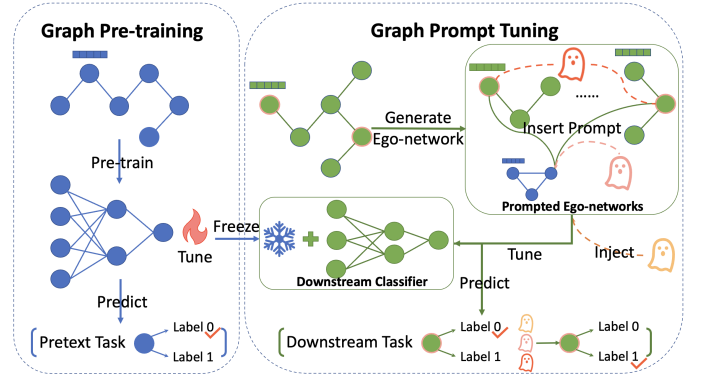 Graph Pre-training
Pre-train
Tune
Predict
Pretext Task
Label 0
Label 1
Freeze
Graph Prompt Tuning
Generate
Ego-network
......
Insert Prompt
Prompted Ego-networks
Downstream Classifier
Tune
Inject
Predict
Downstream Task
Label 0
Label 1
Label 0
Label 1